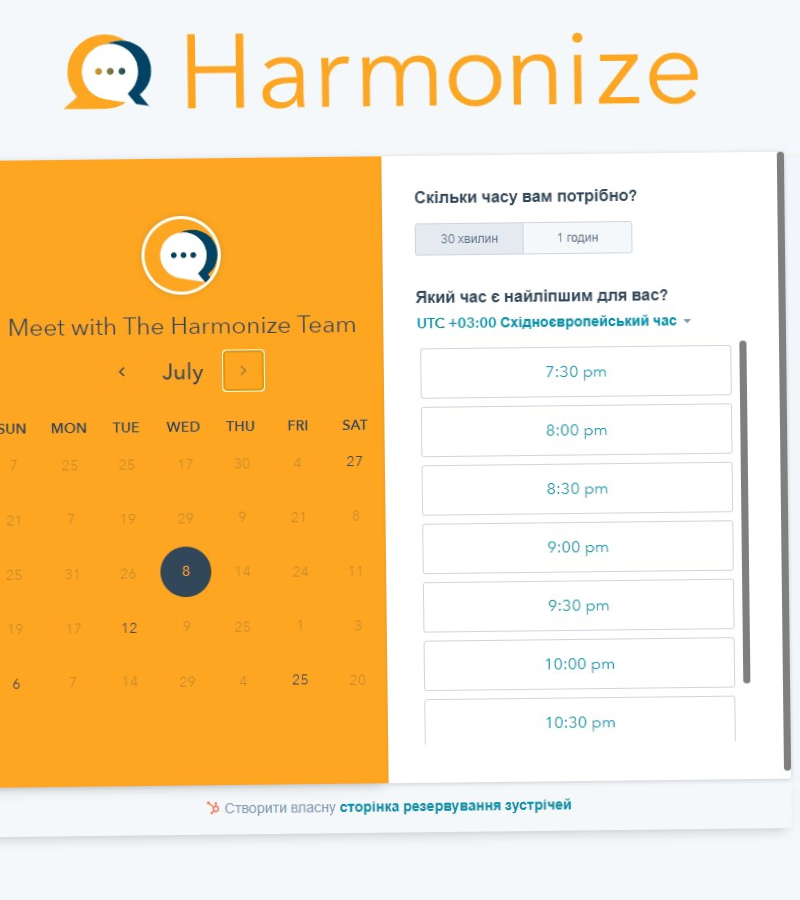 Harmonize
Meet with The Harmonize Team
July
SUN MON TUE WED THU FRI SAT
7 25 25 17 30 4 27
21 7 19 29 9 21 8
25 31 26 8 14 24 11
19 17 12 9 25 1 3
6 7 14 29 4 25 20
Скільки часу вам потрібно?
30 хвилин 1 годин
Який час є найліпшим для вас?
UTC +03:00 Східноєвропейський час
7:30 pm
8:00 pm
8:30 pm
9:00 pm
9:30 pm
10:00 pm
10:30 pm
Створити власну сторінка резервування зустрічей